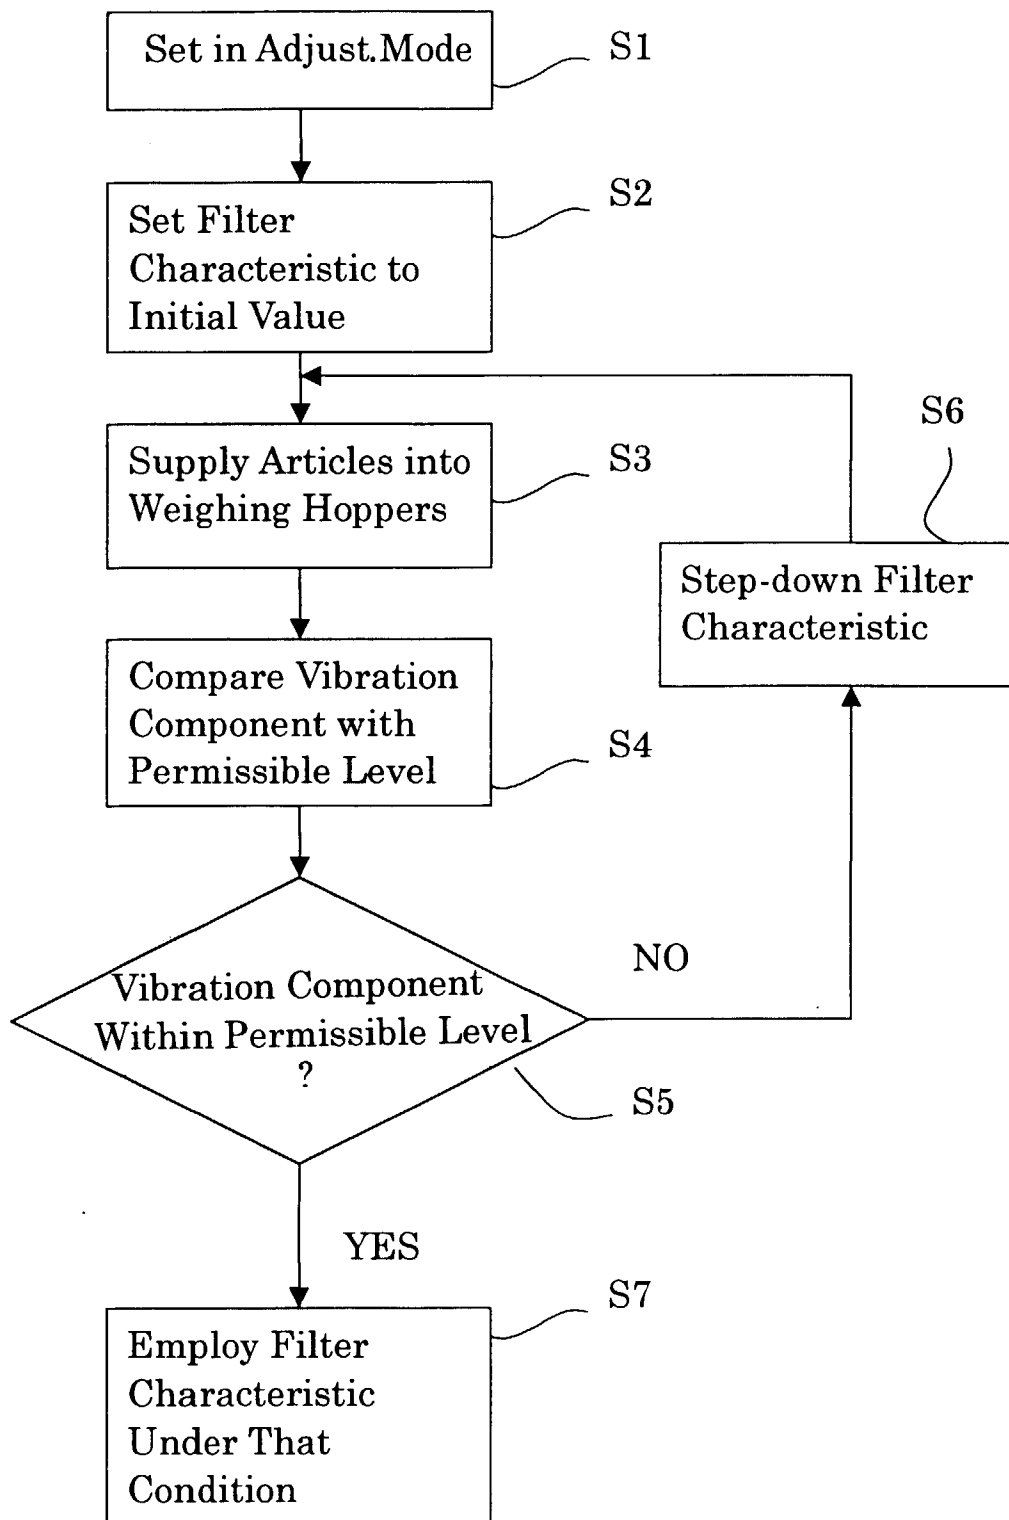 Set in Adjust.Mode
S1
Set Filter
Characteristic to
Initial Value
S2
Supply Articles into
Weighing Hoppers
S3
S6
Step-down Filter
Characteristic
Compare Vibration
Component with
Permissible Level
S4
Vibration Component
Within Permissible Level
?
NO
S5
YES
S7
Employ Filter
Characteristic
Under That
Condition